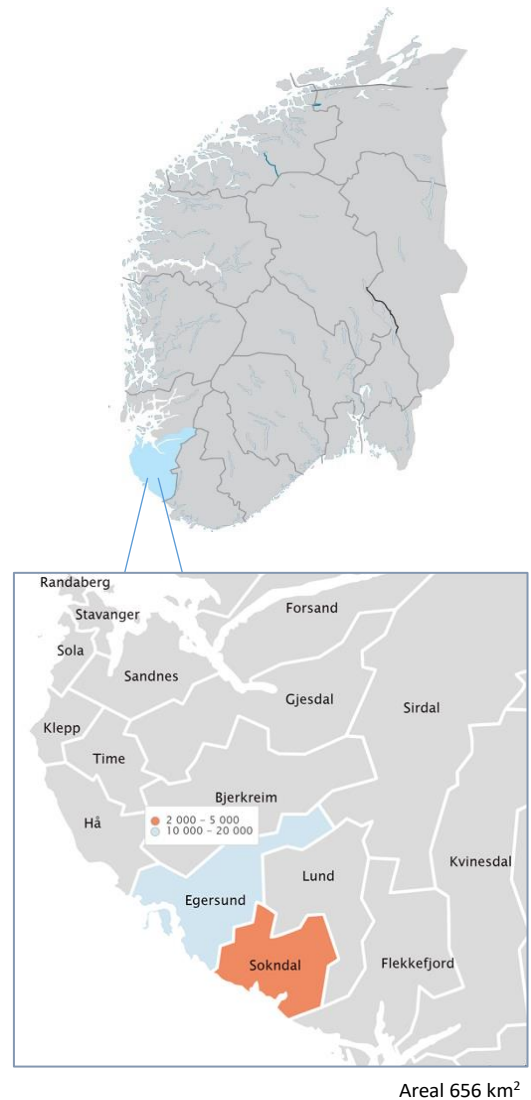 Randaberg
Forsand
Stavanger
Sola
Sandnes
Gjesdal
Sirdal
Klepp
Time
Bjerkreim
2 000 – 5 000
10 000 – 20 000
Hå
Kvinesdal
Lund
Egersund
Sokndal
Flekkefjord
Areal 656 km²